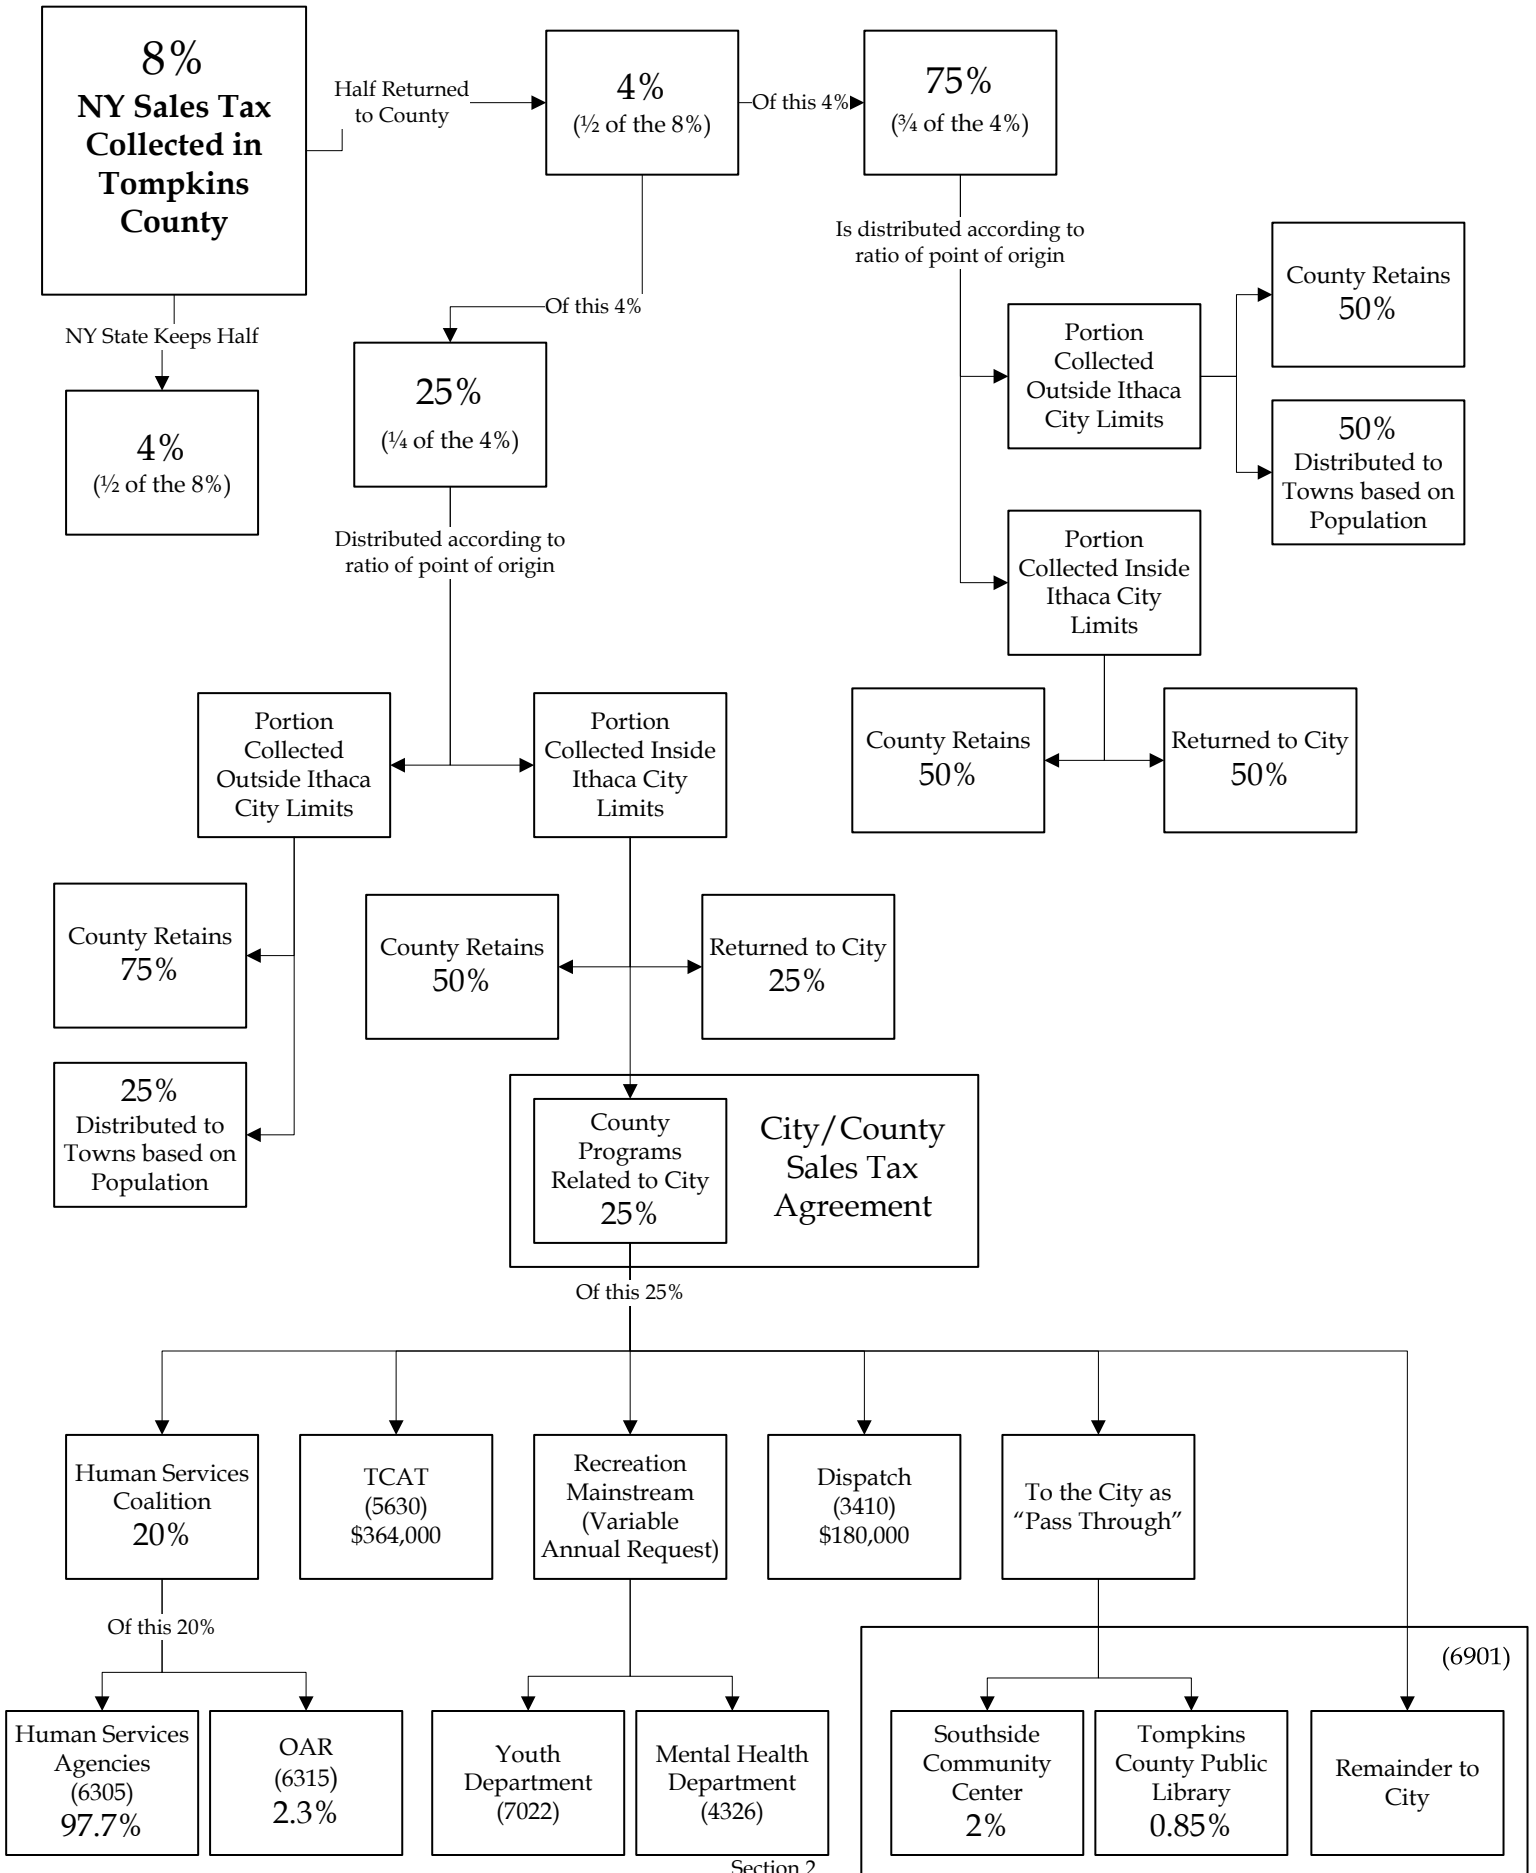 8%
NY Sales Tax
Collected in
Tompkins
County
Half Returned
to County
4%
(½ of the 8%)
Of this 4%
75%
(¾ of the 4%)
NY State Keeps Half
4%
(½ of the 8%)
Of this 4%
25%
(¼ of the 4%)
Is distributed according to
ratio of point of origin
Portion
Collected
Outside Ithaca
City Limits
County Retains
50%
50%
Distributed to
Towns based on
Population
Portion
Collected Inside
Ithaca City
Limits
County Retains
50%
Returned to City
50%
Distributed according to
ratio of point of origin
Portion
Collected
Outside Ithaca
City Limits
Portion
Collected Inside
Ithaca City
Limits
County Retains
75%
25%
Distributed to
Towns based on
Population
County Retains
50%
Returned to City
25%
County
Programs
Related to City
25%
City/County
Sales Tax
Agreement
Of this 25%
Human Services
Coalition
20%
TCAT
(5630)
$364,000
Recreation
Mainstream
(Variable
Annual Request)
Dispatch
(3410)
$180,000
To the City as
“Pass Through”
Of this 20%
Human Services
Agencies
(6305)
97.7%
OAR
(6315)
2.3%
Youth
Department
(7022)
Mental Health
Department
(4326)
(6901)
Southside
Community
Center
2%
Tompkins
County Public
Library
0.85%
Remainder to
City
Section 2